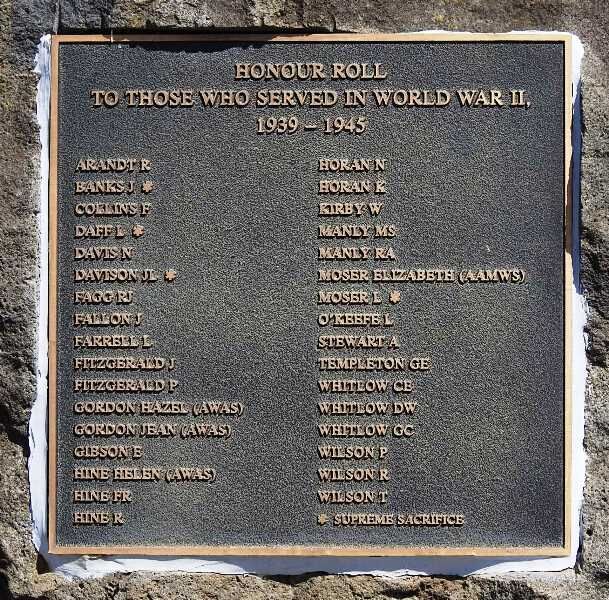 HONOUR ROLL
TO THOSE WHO SERVED IN WORLD WAR II,
1939 – 1945
ARANDT R
BANKS J *
COLLINS F
DAFF L *
DAVIS N
DAVISON JL *
FAGG RJ
FALLON J
FARRELL L
FITZGERALD J
FITZGERALD P
GORDON HAZEL (AWAS)
GORDON JEAN (AWAS)
GIBSON E
HINE HELEN (AWAS)
HINE FR
HINE R
HORAN N
HORAN K
KIRBY W
MANLY MS
MANLY RA
MOSER ELIZABETH (AAMWS)
MOSER L *
O'KEEFE L
STEWART A
TEMPLETON GE
WHITLOW CE
WHITLOW DW
WHITLOW GC
WILSON P
WILSON R
WILSON T
* SUPREME SACRIFICE